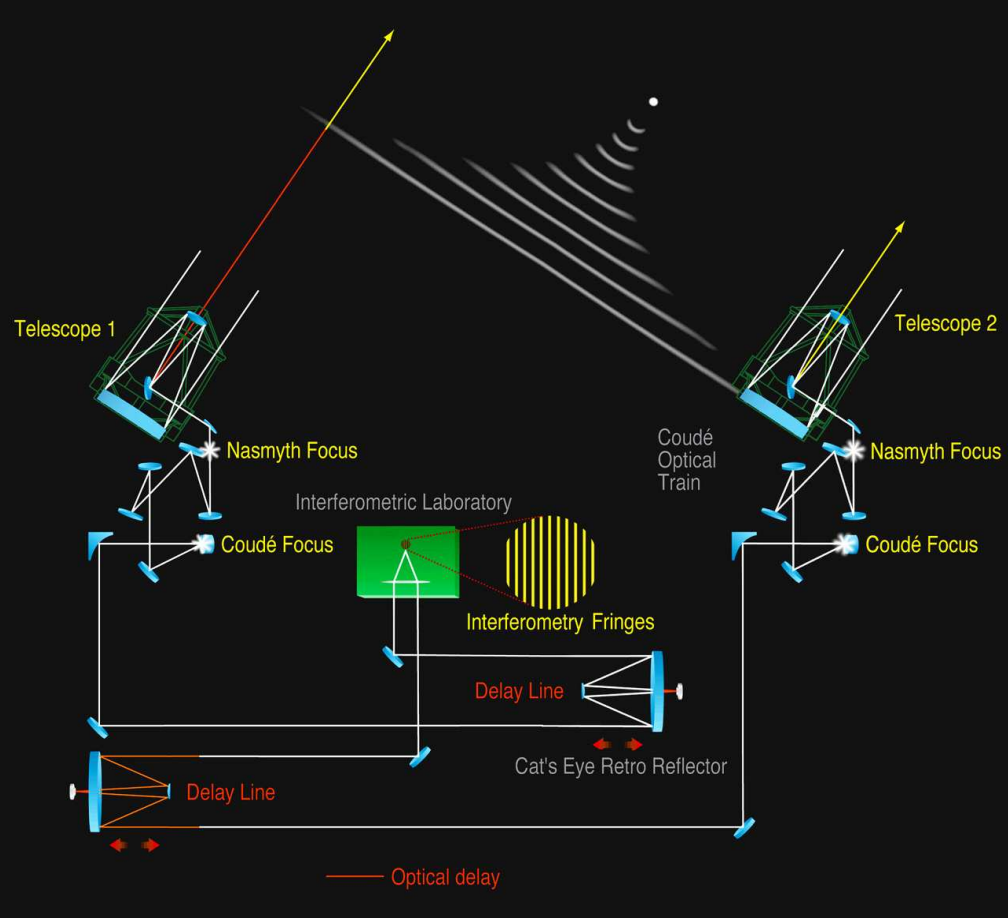 Telescope 1
Telescope 2
Nasmyth Focus
Coudé
Optical
Train
Nasmyth Focus
Interferometric Laboratory
Coudé Focus
Coudé Focus
Interferometry Fringes
Delay Line
Cat's Eye Retro Reflector
Delay Line
Optical delay